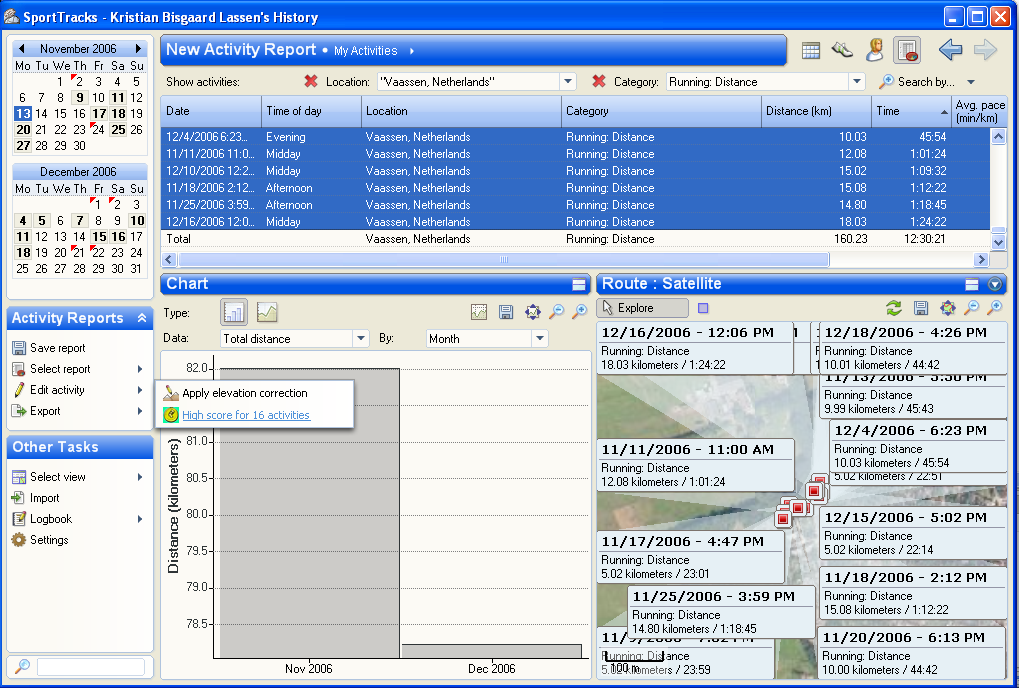 SportTracks - Kristian Bisgaard Lassen's History
November 2006
Mo Tu We Th Fr Sa Su
1 2 3 4 5
6 7 8 9 10 11 12
13 14 15 16 17 18 19
20 21 22 23 24 25 26
27 28 29 30
December 2006
Mo Tu We Th Fr Sa Su
1 2 3
4 5 6 7 8 9 10
11 12 13 14 15 16 17
18 19 20 21 22 23 24
25 26 27 28 29 30 31
Activity Reports
Save report
Select report
Edit activity
Export
Apply elevation correction
High score for 16 activities
Other Tasks
Select view
Import
Logbook
Settings
New Activity Report • My Activities
Show activities: Location: "Vaassen, Netherlands" Category: Running: Distance Search by...
Date Time of day Location Category Distance (km) Time Avg. pace (min/km)
12/4/2006 6:23... Evening Vaassen, Netherlands Running: Distance 10.03 45:54
11/11/2006 11:0... Midday Vaassen, Netherlands Running: Distance 12.08 1:01:24
12/10/2006 12:2... Midday Vaassen, Netherlands Running: Distance 15.02 1:09:32
11/18/2006 2:12... Afternoon Vaassen, Netherlands Running: Distance 15.08 1:12:22
11/25/2006 3:59... Afternoon Vaassen, Netherlands Running: Distance 14.80 1:18:45
12/16/2006 12:0... Midday Vaassen, Netherlands Running: Distance 18.03 1:24:22
Total Vaassen, Netherlands Running: Distance 160.23 12:30:21
Chart
Type:
Data: Total distance By: Month
Distance (kilometers)
82.0
81.0
80.5
80.0
79.5
79.0
78.5
Nov 2006 Dec 2006
Route : Satellite
Explore
12/16/2006 - 12:06 PM
Running: Distance
18.03 kilometers / 1:24:22
12/18/2006 - 4:26 PM
Running: Distance
10.01 kilometers / 44:42
11/13/2006 - 5:50 PM
9.99 kilometers / 45:43
12/4/2006 - 6:23 PM
Running: Distance
10.03 kilometers / 45:54
5.02 kilometers / 22:51
11/11/2006 - 11:00 AM
Running: Distance
12.08 kilometers / 1:01:24
12/15/2006 - 5:02 PM
Running: Distance
5.02 kilometers / 22:14
11/17/2006 - 4:47 PM
Running: Distance
5.02 kilometers / 23:01
11/18/2006 - 2:12 PM
Running: Distance
15.08 kilometers / 1:12:22
11/25/2006 - 3:59 PM
Running: Distance
14.80 kilometers / 1:18:45
11/9/2006 - 7:02 PM
Running: Distance
5.02 kilometers / 23:59
100 m
11/20/2006 - 6:13 PM
Running: Distance
10.00 kilometers / 44:42